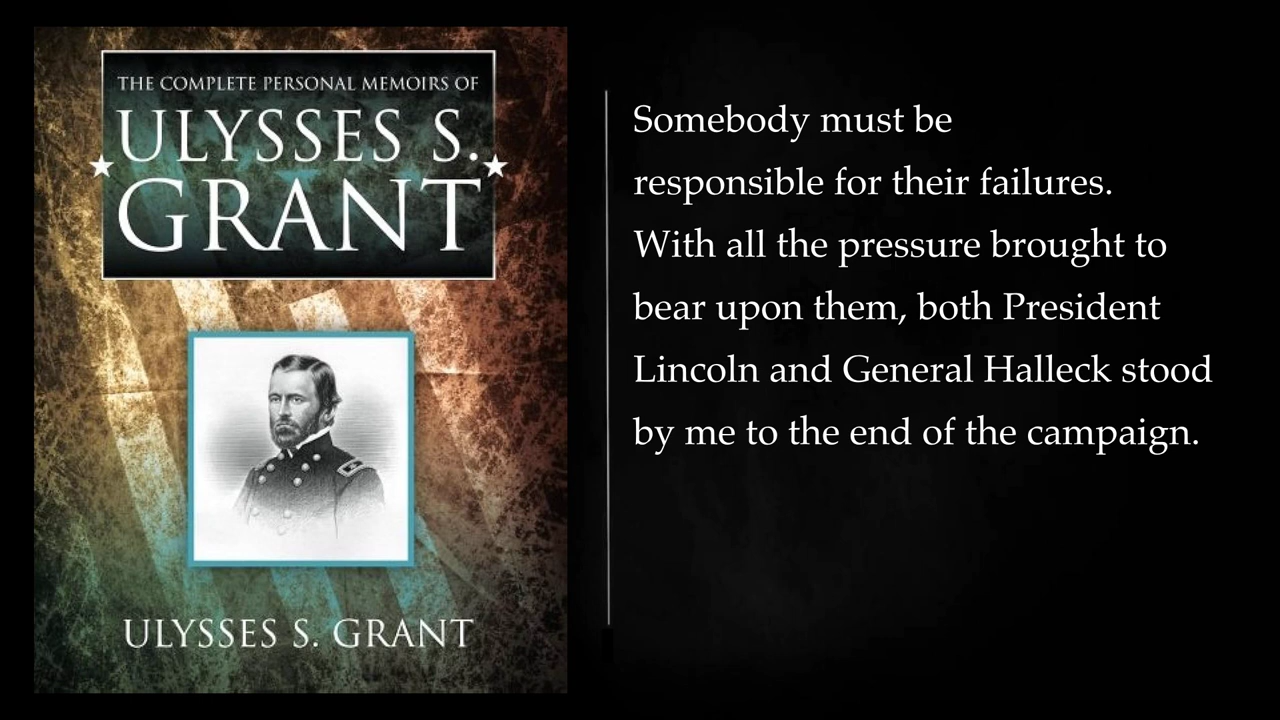 THE COMPLETE PERSONAL MEMOIRS OF
ULYSSES S.
GRANT
ULYSSES S. GRANT
Somebody must be
responsible for their failures.
With all the pressure brought to
bear upon them, both President
Lincoln and General Halleck stood
by me to the end of the campaign.